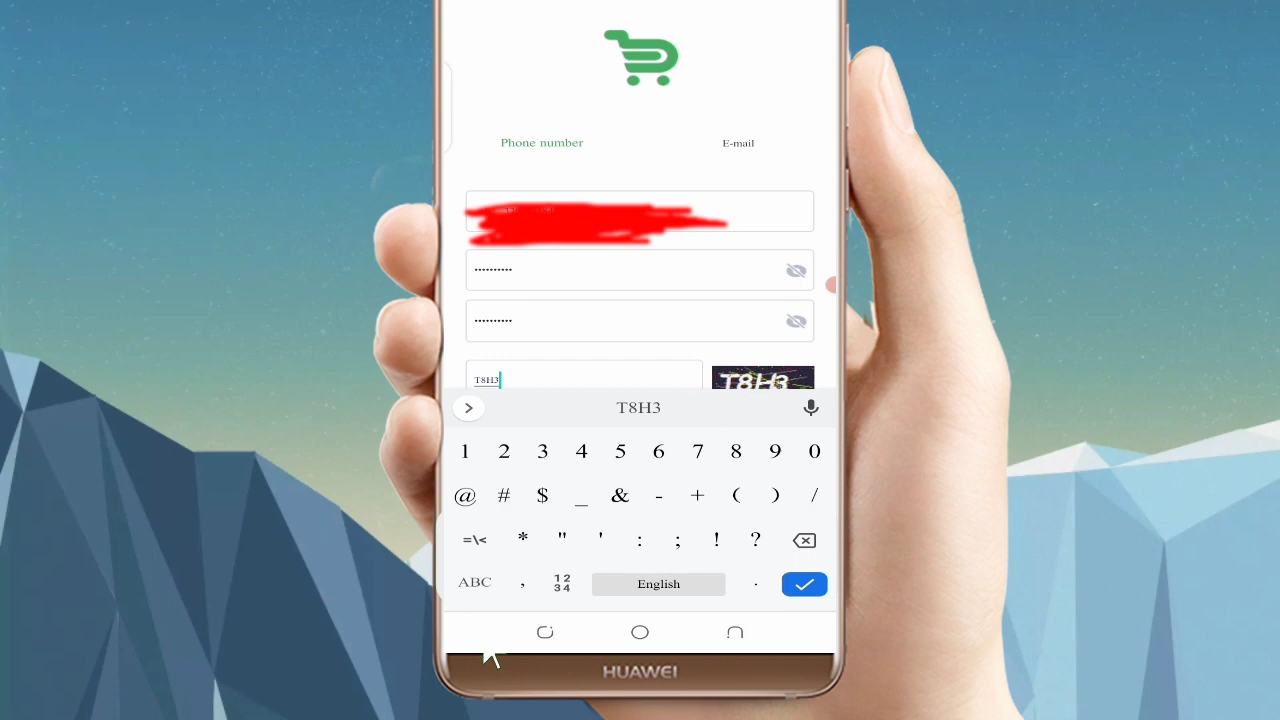 Phone number
E-mail
••••••••••
••••••••••
T8H3
T8H3
T8H3
1 2 3 4 5 6 7 8 9 0
@ # $ _ & - + ( ) /
=\< * " ' : ; ! ?
ABC , 12 34 English .
HUAWEI